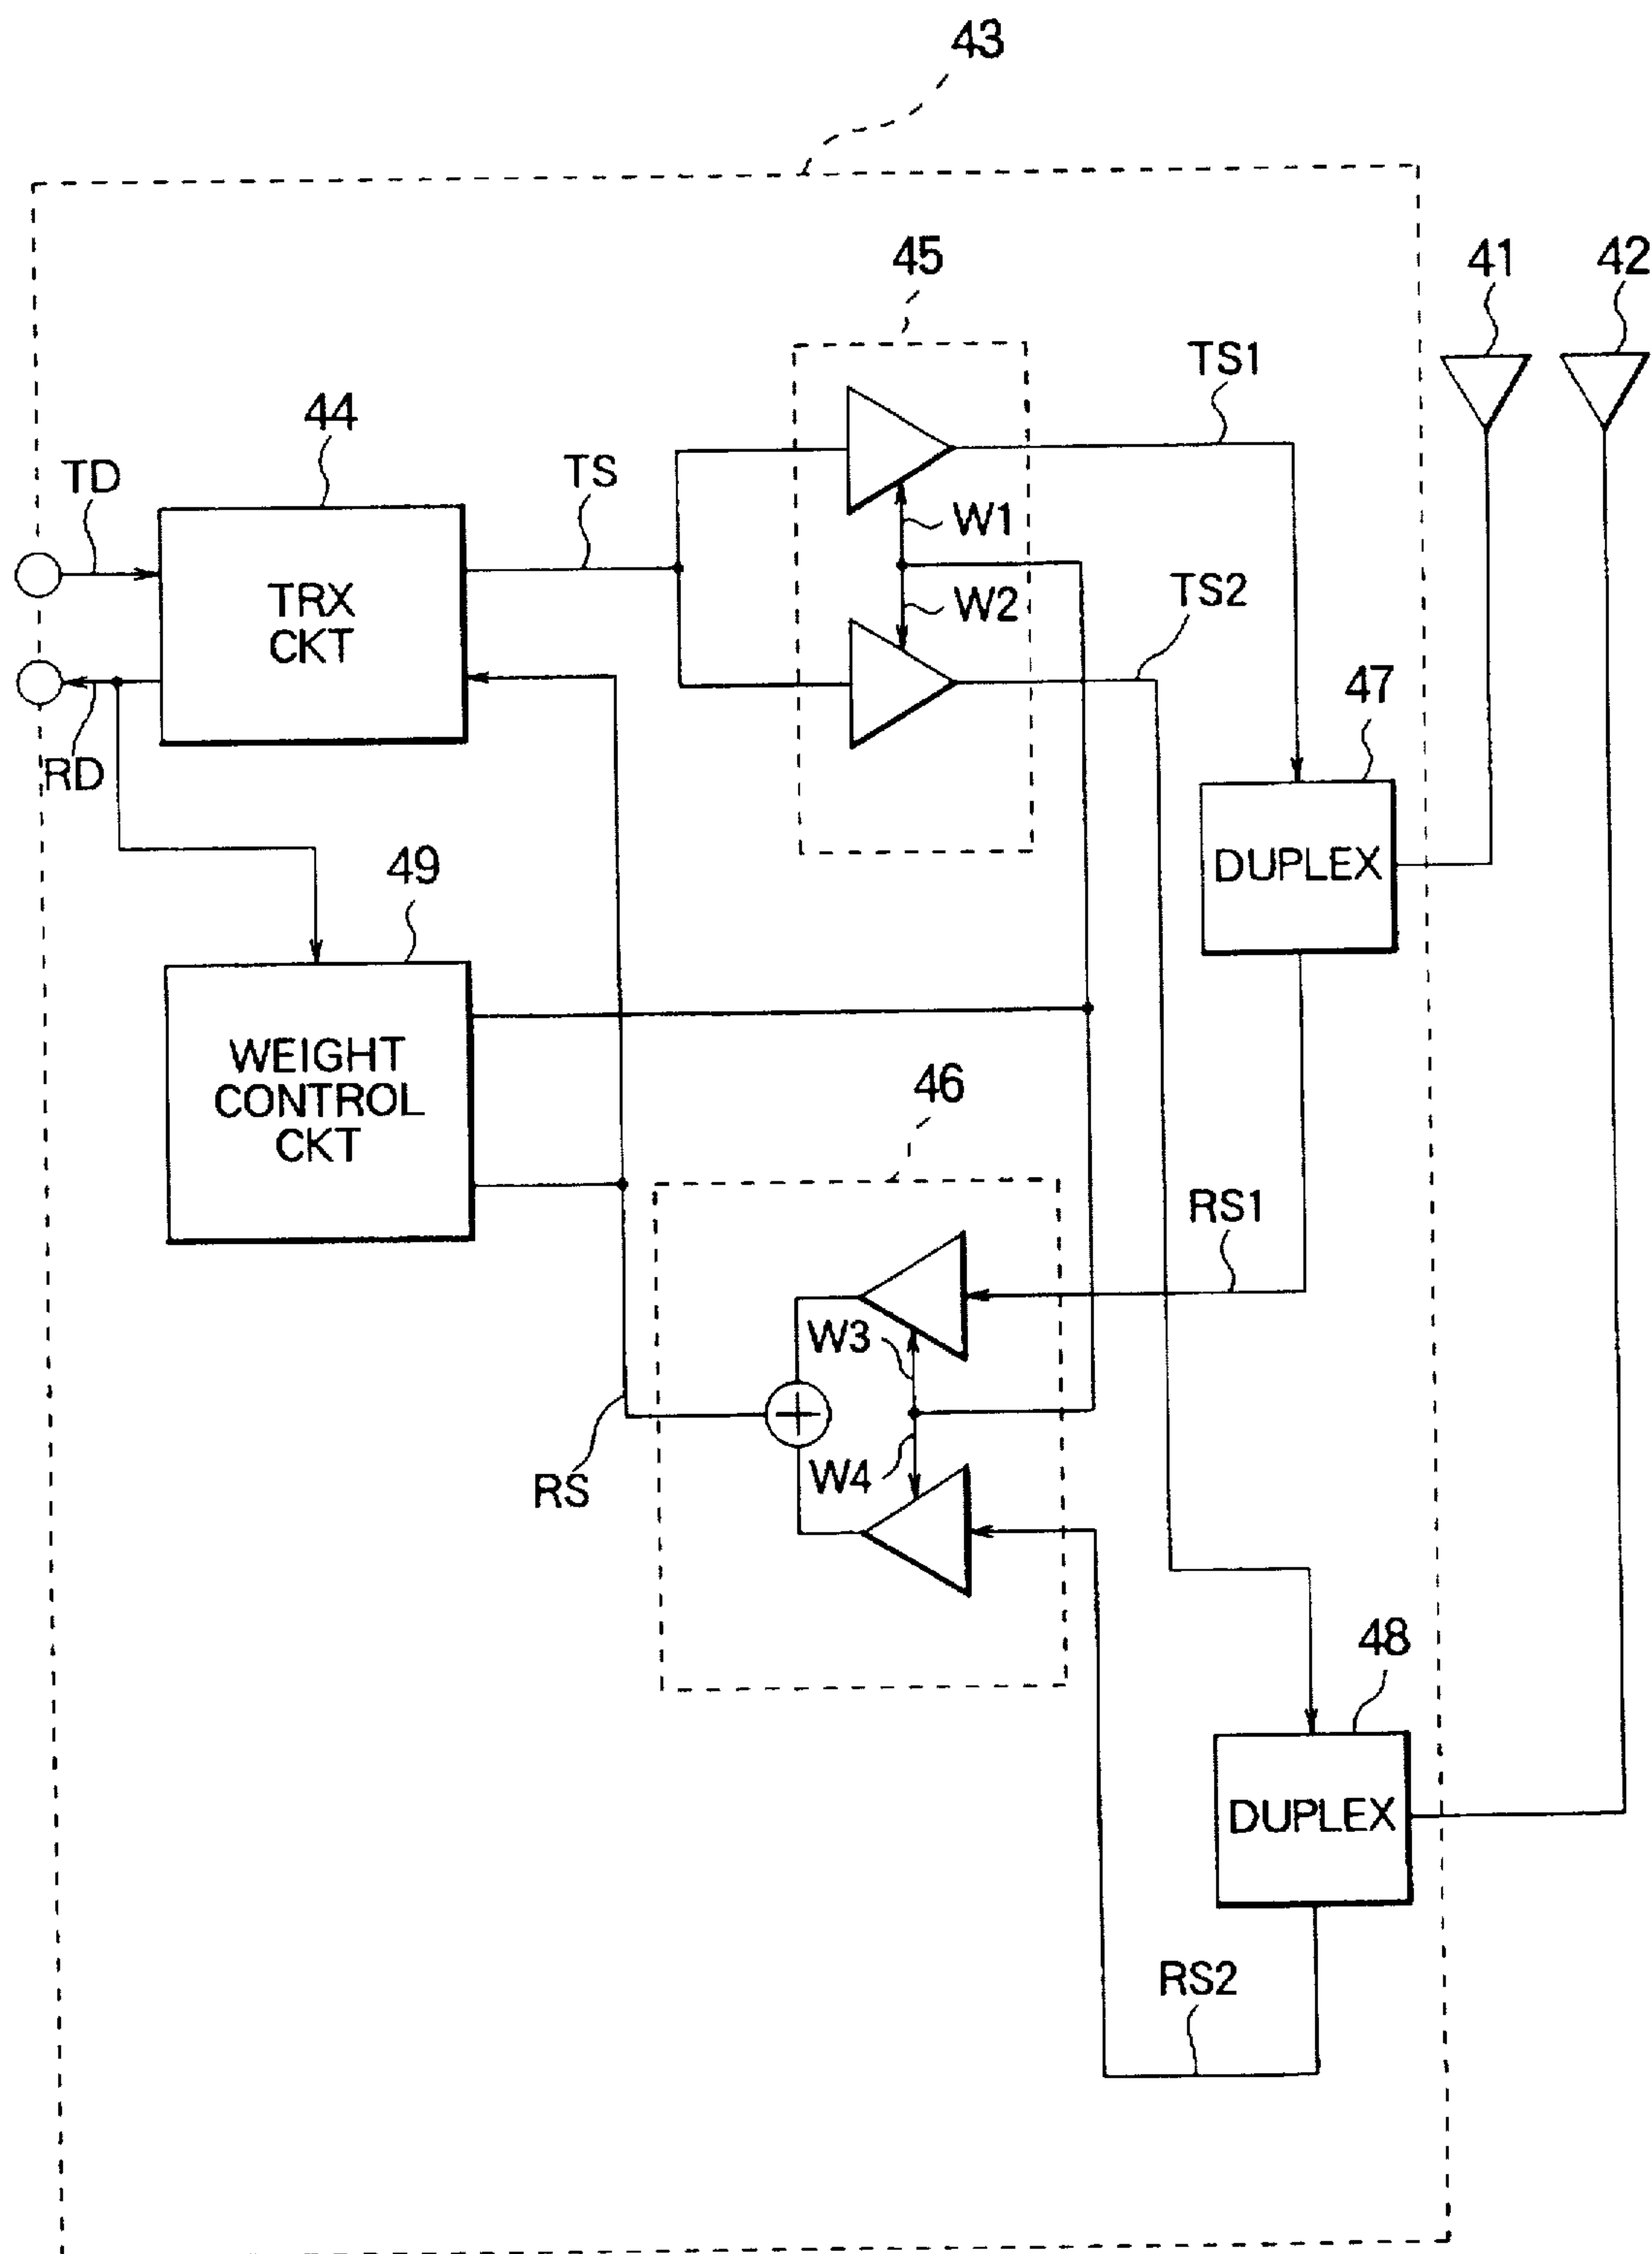 43
45
41
42
TS1
44
TD
TS
W1
TRX
CKT
W2
TS2
47
RD
DUPLEX
49
WEIGHT
CONTROL
CKT
46
RS1
W3
W4
RS
48
DUPLEX
RS2